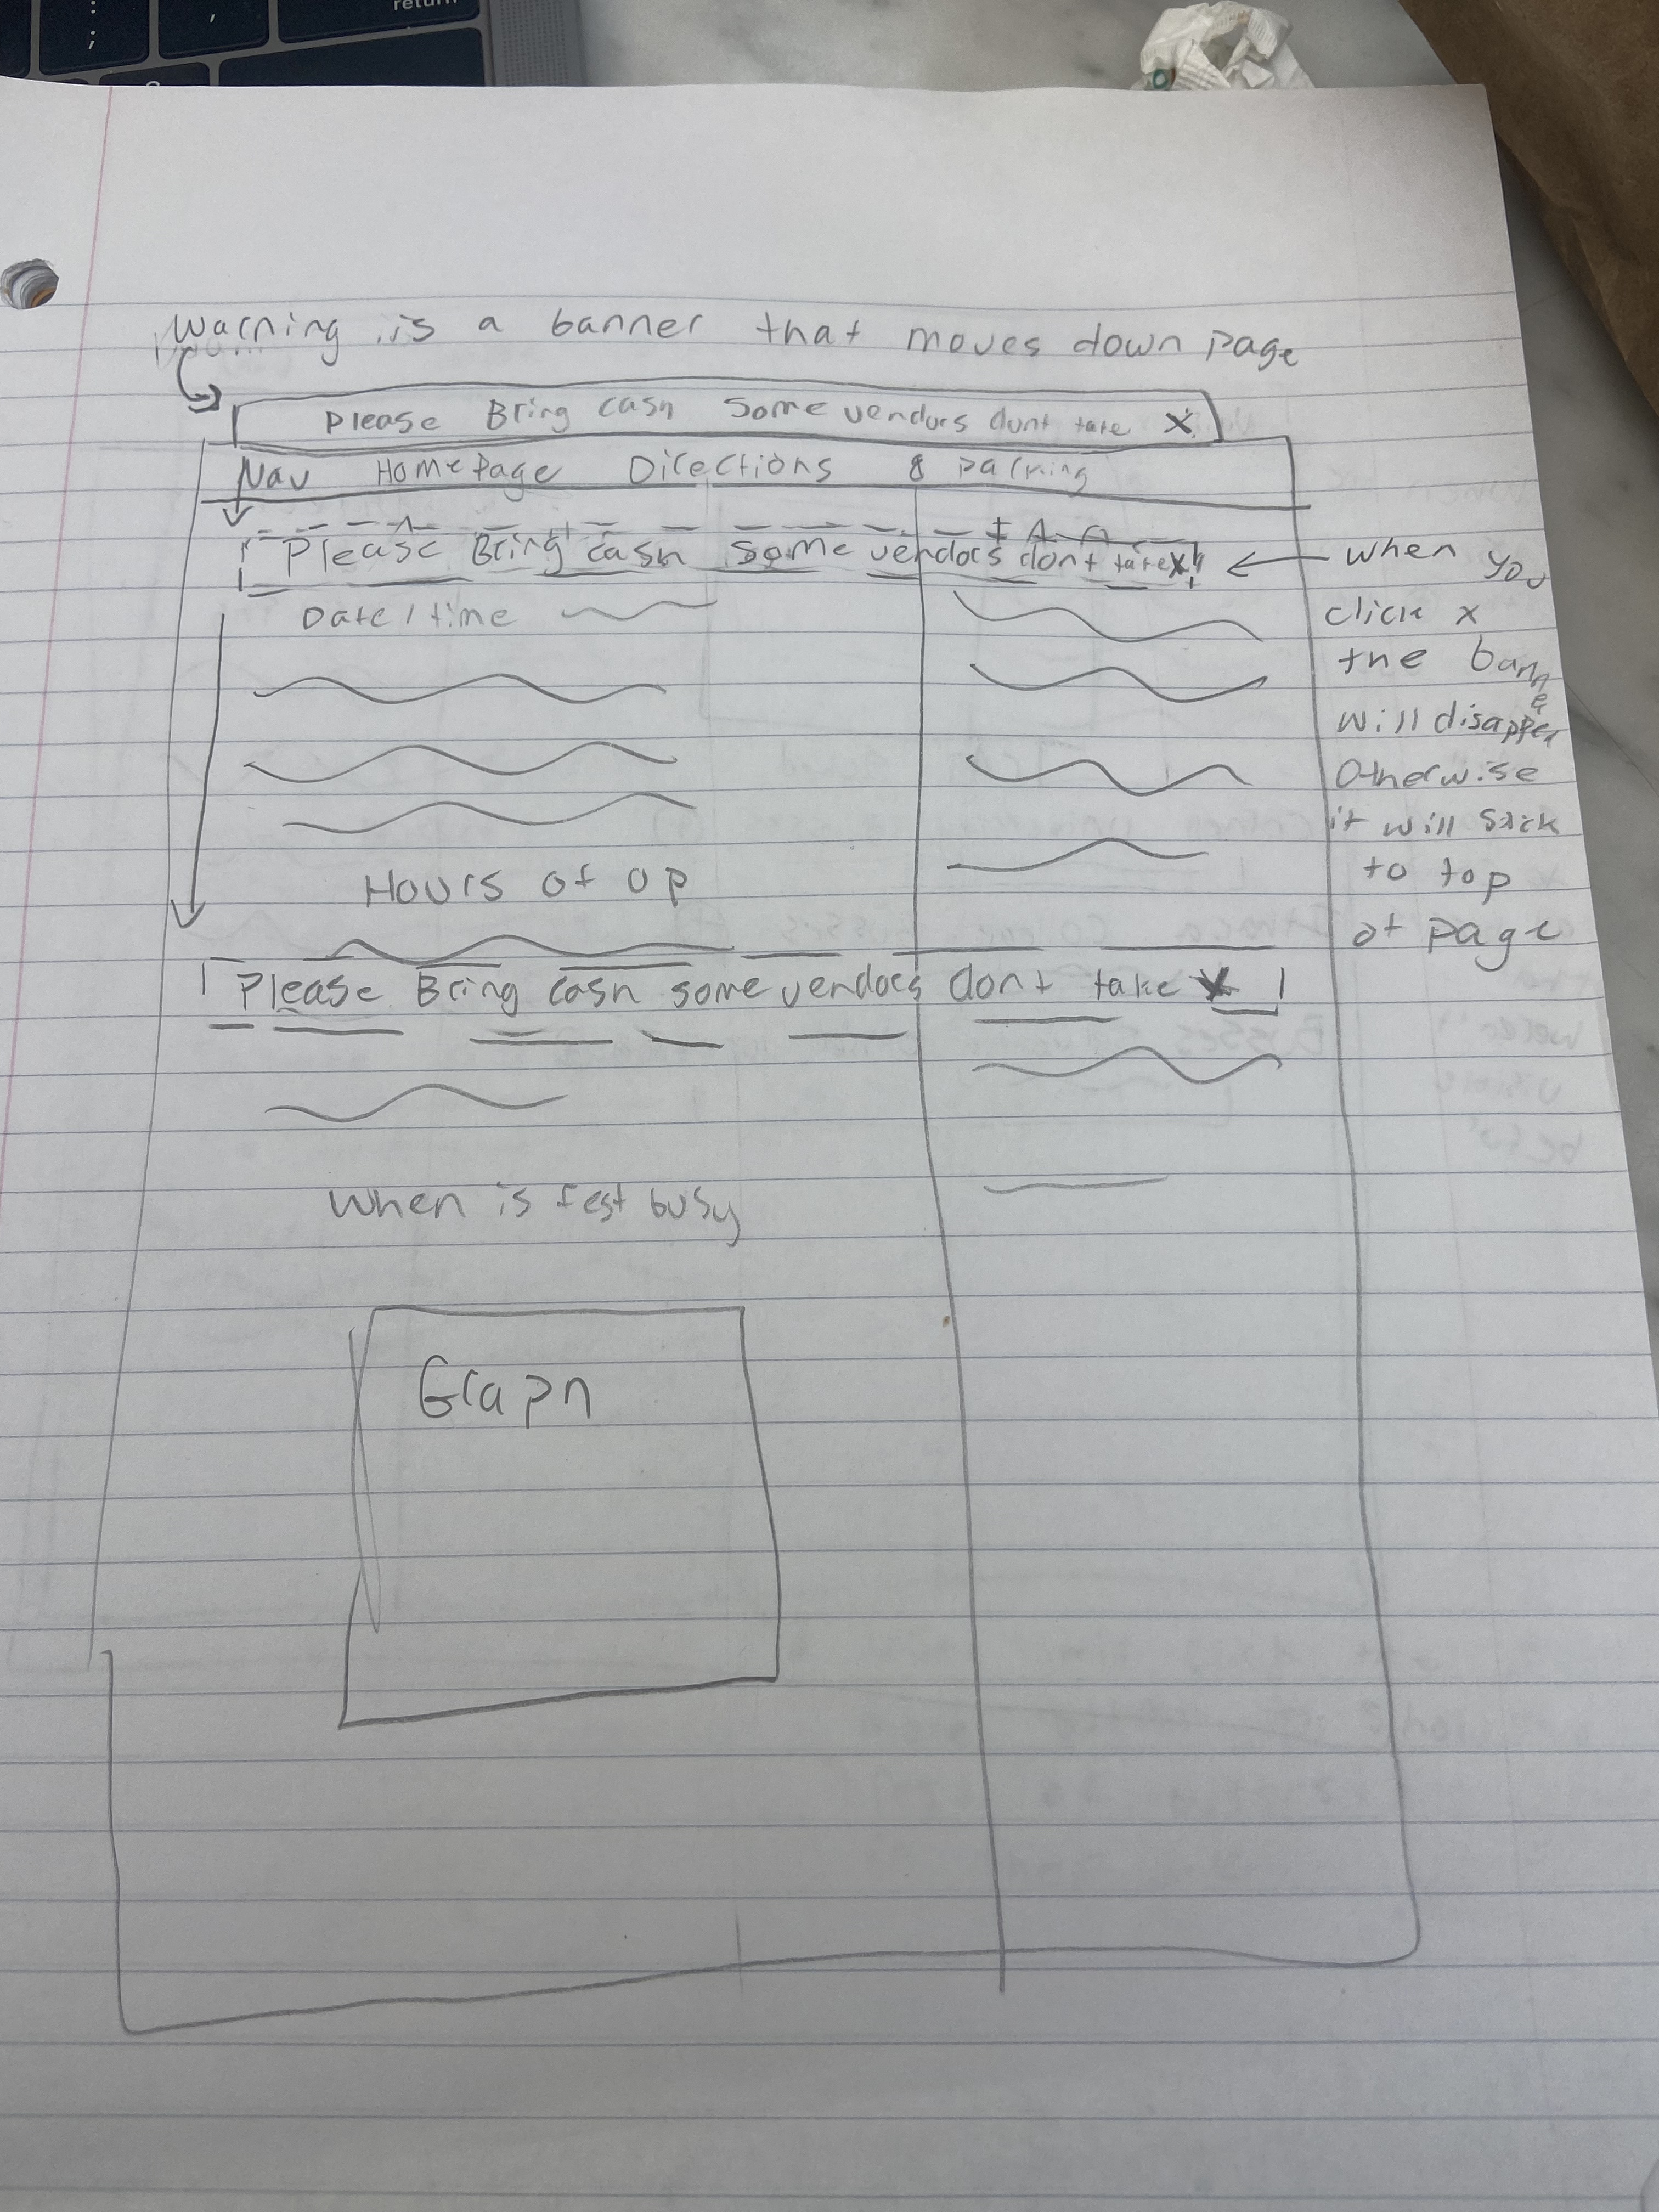 Warning is a banner that moves down page
Please Bring cash Some vendors dont take X
Nav HomePage Directions & parking
Please Bring cash some vendors dont take X
Date / time
Hours of op
Please Bring cash some vendors dont take X
when is fest busy
Graph
when you
click x
the banner
will disappear
Otherwise
it will stick
to top
of page
return
;